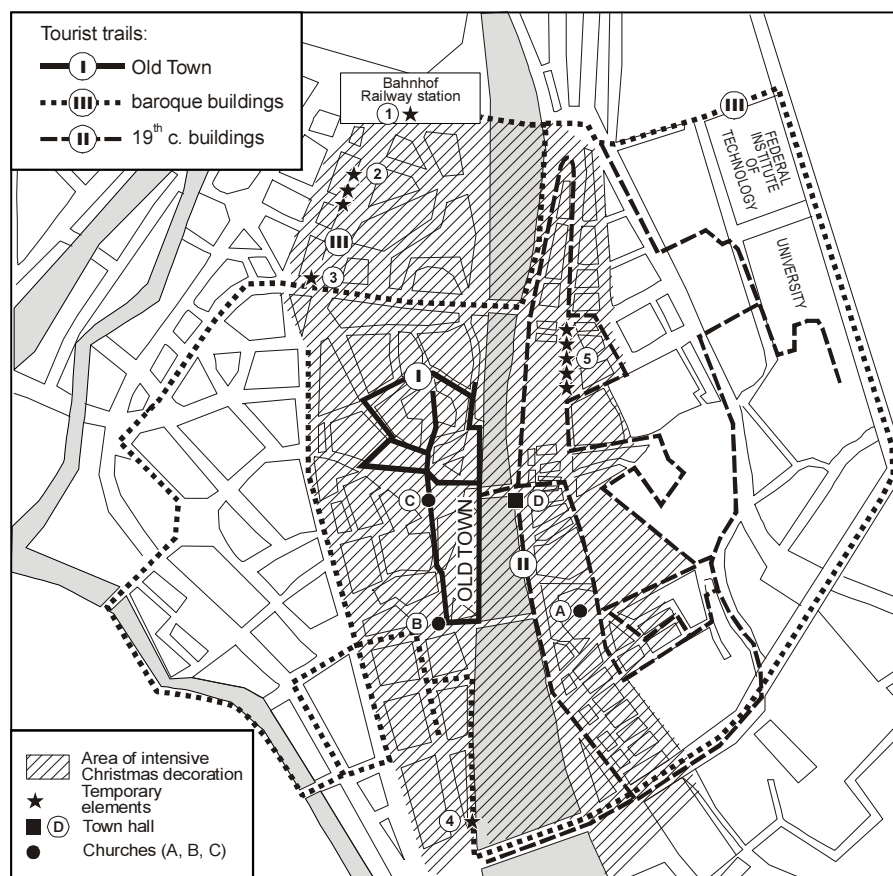 Tourist trails:
I Old Town
III baroque buildings
II 19th c. buildings
Bahnhof
Railway station
1
2
III
3
III
FEDERAL
INSTITUTE
OF
TECHNOLOGY
UNIVERSITY
5
I
C
OLD TOWN
D
II
A
B
4
Area of intensive
Christmas decoration
Temporary
elements
D Town hall
Churches (A, B, C)